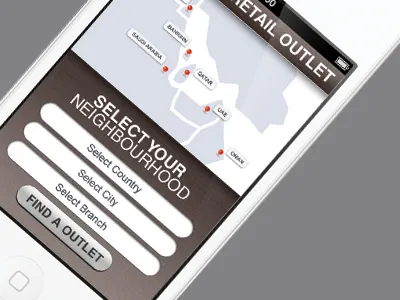 RETAIL OUTLET
BAHRAIN
SAUDI ARABIA
QATAR
UAE
OMAN
SELECT YOUR
NEIGHBOURHOOD
Select Country
Select City
Select Branch
FIND A OUTLET